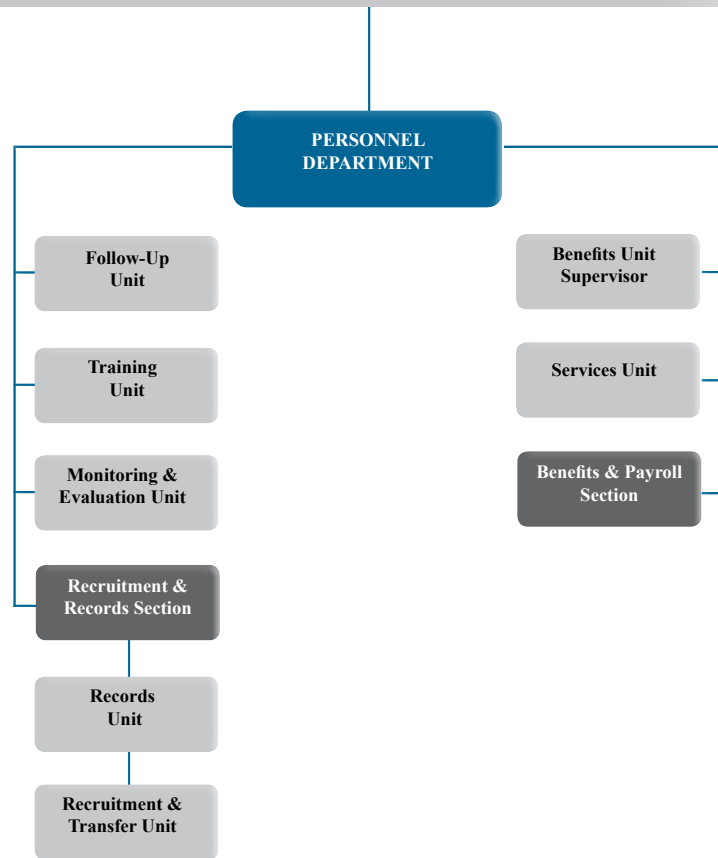 PERSONNEL
DEPARTMENT
Follow-Up
Unit
Training
Unit
Monitoring &
Evaluation Unit
Recruitment &
Records Section
Records
Unit
Recruitment &
Transfer Unit
Benefits Unit
Supervisor
Services Unit
Benefits & Payroll
Section